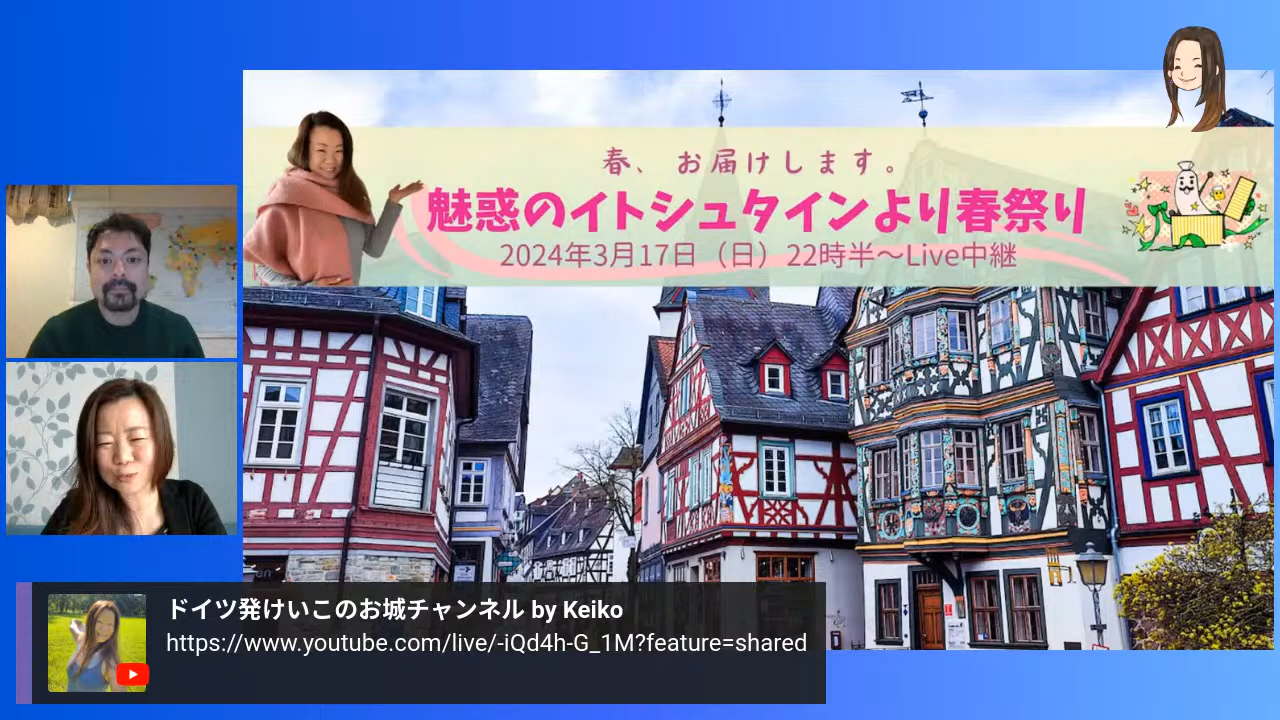 春、お届けします。
魅惑のイトシュタインより春祭り
2024年3月17日（日）22時半～Live中継
ドイツ発けいこのお城チャンネル by Keiko
https://www.youtube.com/live/-iQd4h-G_1M?feature=shared